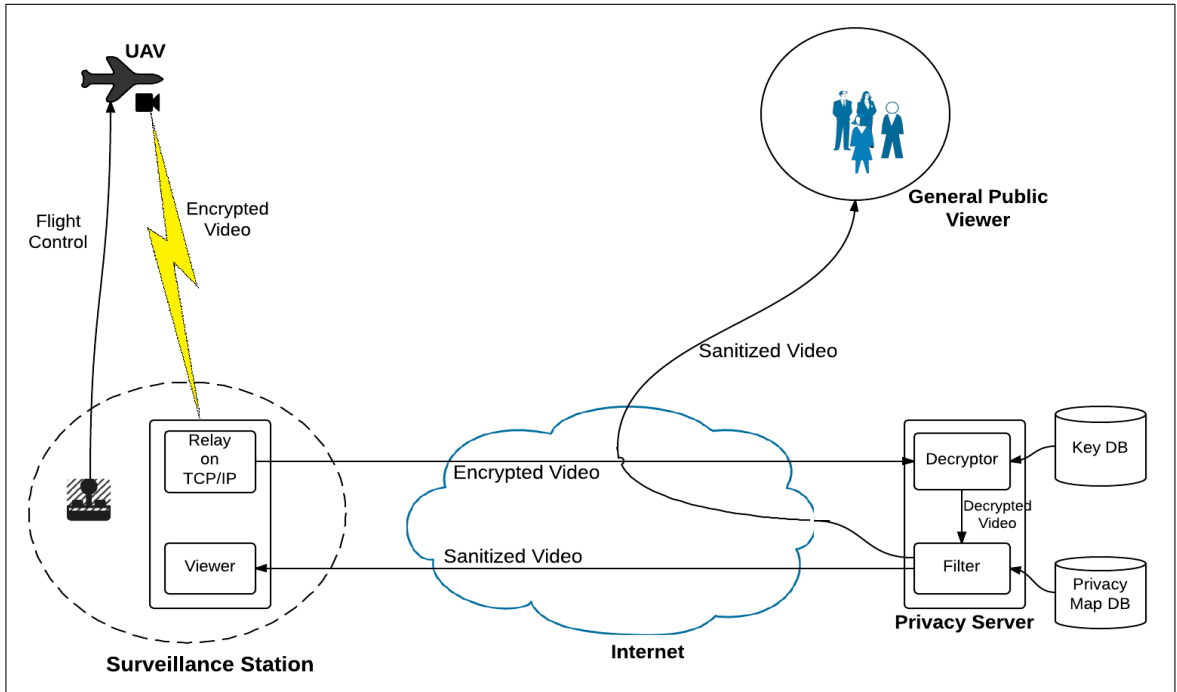 UAV
Flight
Control
Encrypted
Video
General Public
Viewer
Sanitized Video
Relay
on
TCP/IP
Encrypted Video
Decryptor
Key DB
Decrypted
Video
Viewer
Sanitized Video
Filter
Privacy
Map DB
Privacy Server
Internet
Surveillance Station